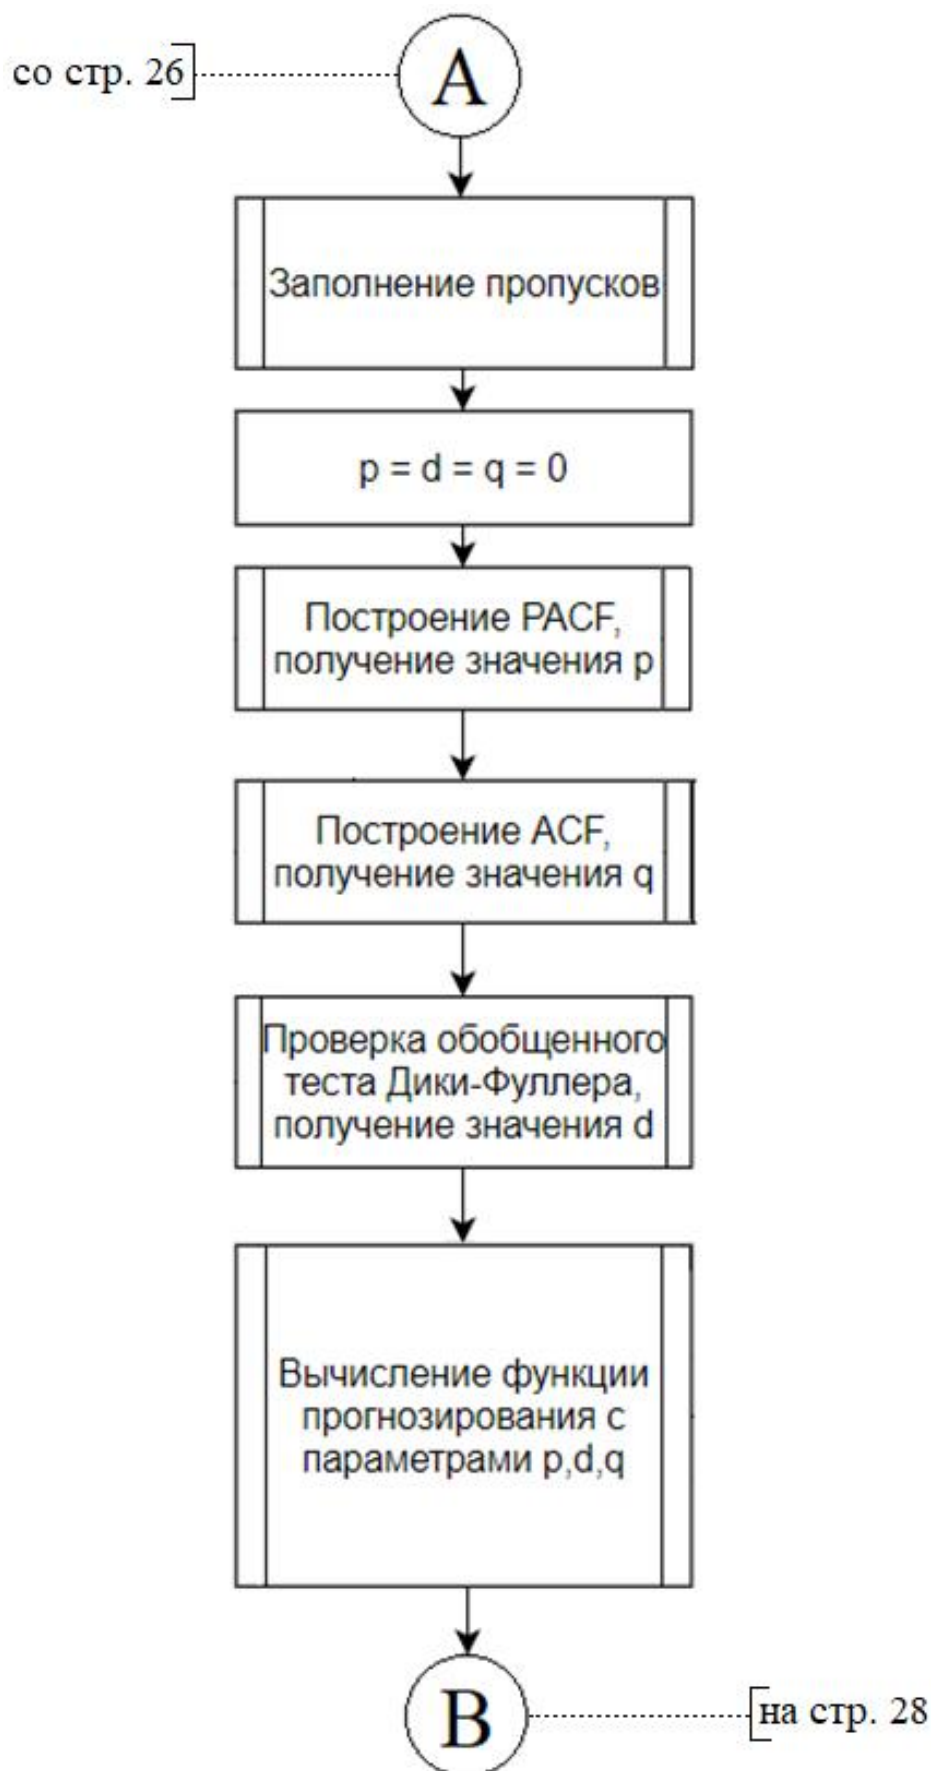 со стр. 26
A
Заполнение пропусков
p = d = q = 0
Построение PACF,
получение значения p
Построение ACF,
получение значения q
Проверка обобщенного
теста Дики-Фуллера,
получение значения d
Вычисление функции
прогнозирования с
параметрами p,d,q
B
на стр. 28